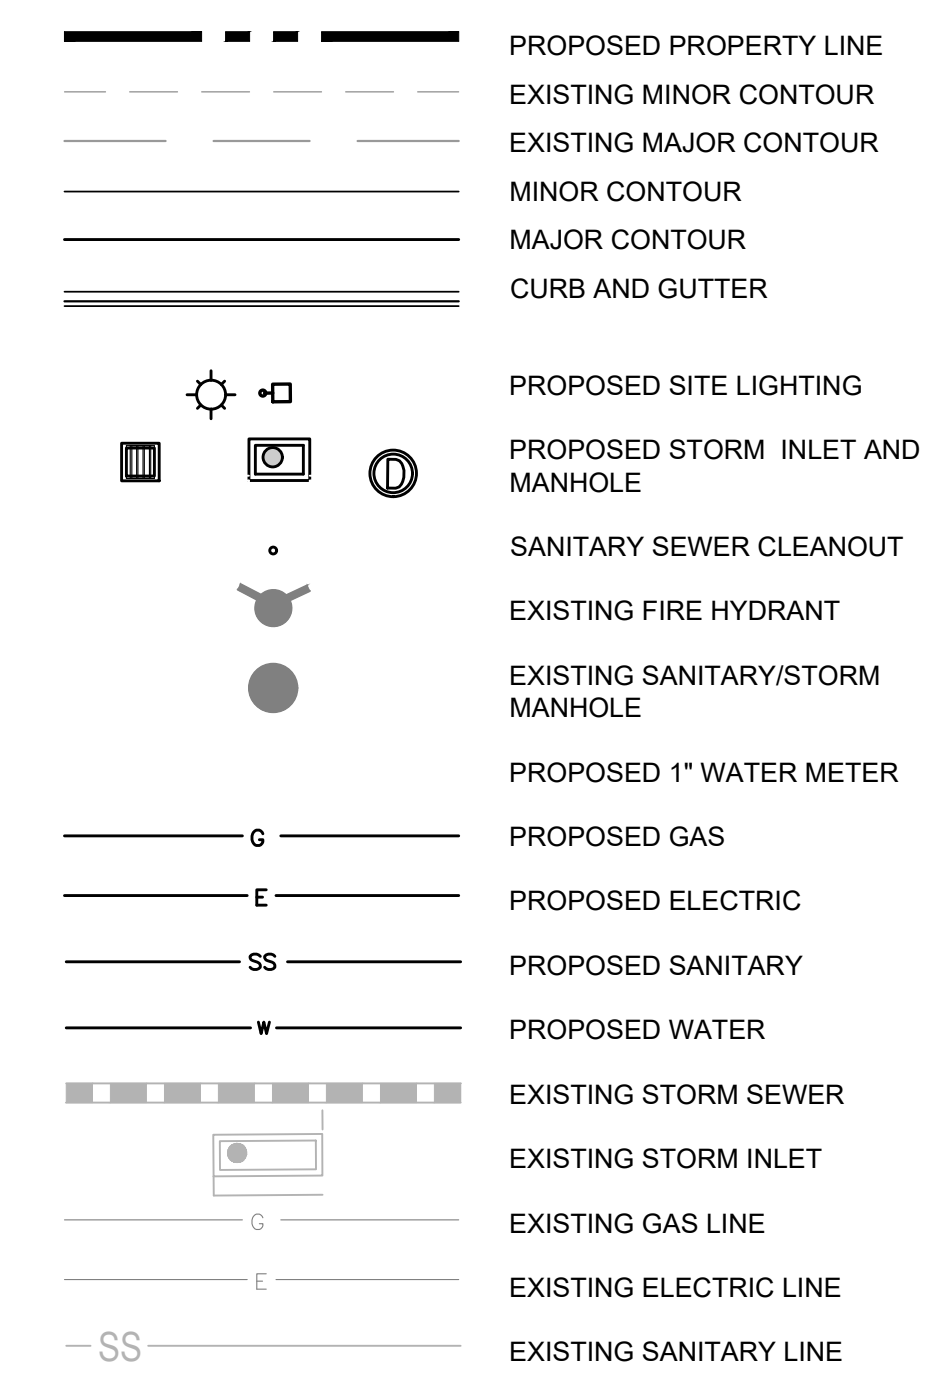 PROPOSED PROPERTY LINE
EXISTING MINOR CONTOUR
EXISTING MAJOR CONTOUR
MINOR CONTOUR
MAJOR CONTOUR
CURB AND GUTTER
PROPOSED SITE LIGHTING
D
PROPOSED STORM INLET AND
MANHOLE
SANITARY SEWER CLEANOUT
EXISTING FIRE HYDRANT
EXISTING SANITARY/STORM
MANHOLE
PROPOSED 1" WATER METER
G PROPOSED GAS
E PROPOSED ELECTRIC
SS PROPOSED SANITARY
W PROPOSED WATER
EXISTING STORM SEWER
EXISTING STORM INLET
G EXISTING GAS LINE
E EXISTING ELECTRIC LINE
SS EXISTING SANITARY LINE